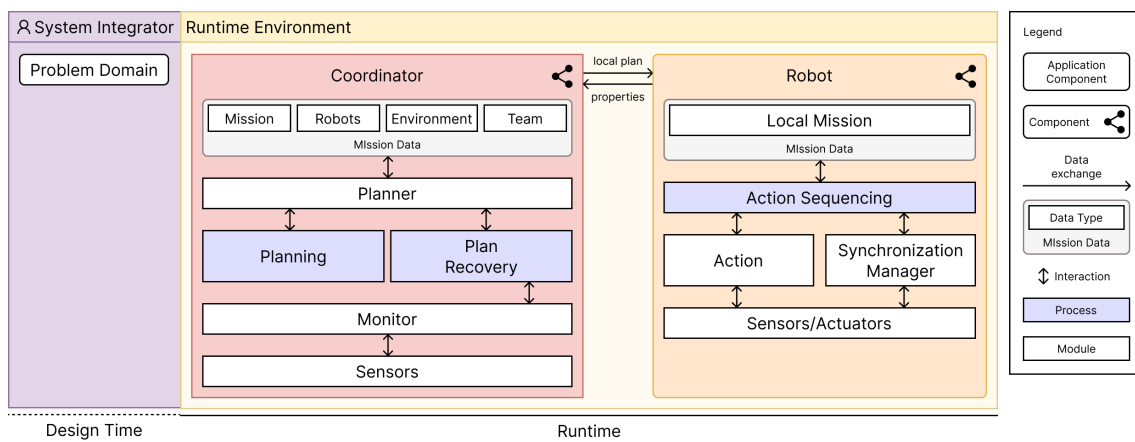 System Integrator
Runtime Environment
Problem Domain
Coordinator
local plan
properties
Robot
Mission
Robots
Environment
Team
MIssion Data
Local Mission
MIssion Data
Planner
Action Sequencing
Planning
Plan
Recovery
Action
Synchronization
Manager
Monitor
Sensors/Actuators
Sensors
Legend
Application
Component
Component
Data
exchange
Data Type
MIssion Data
Interaction
Process
Module
Design Time
Runtime